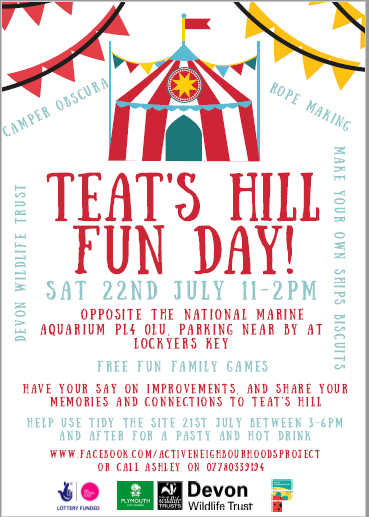 CAMPER OBSCURA
ROPE MAKING
DEVON WILDLIFE TRUST
MAKE YOUR OWN SHIPS BISCUITS
TEAT'S HILL
FUN DAY!
SAT 22ND JULY 11-2PM
OPPOSITE THE NATIONAL MARINE
AQUARIUM PL4 0LU, PARKING NEAR BY AT
LOCKYERS KEY
FREE FUN FAMILY GAMES
HAVE YOUR SAY ON IMPROVEMENTS, AND SHARE YOUR
MEMORIES AND CONNECTIONS TO TEAT'S HILL
HELP USE TIDY THE SITE 21ST JULY BETWEEN 3-6PM
AND AFTER FOR A PASTY AND HOT DRINK
WWW.FACEBOOK.COM/ACTIVENEIGHBOURHOODSPROJECT
OR CALL ASHLEY ON 07780339194
LOTTERY FUNDED
PLYMOUTH
CITY COUNCIL
THE
wildlife
TRUSTS
Devon
Wildlife Trust